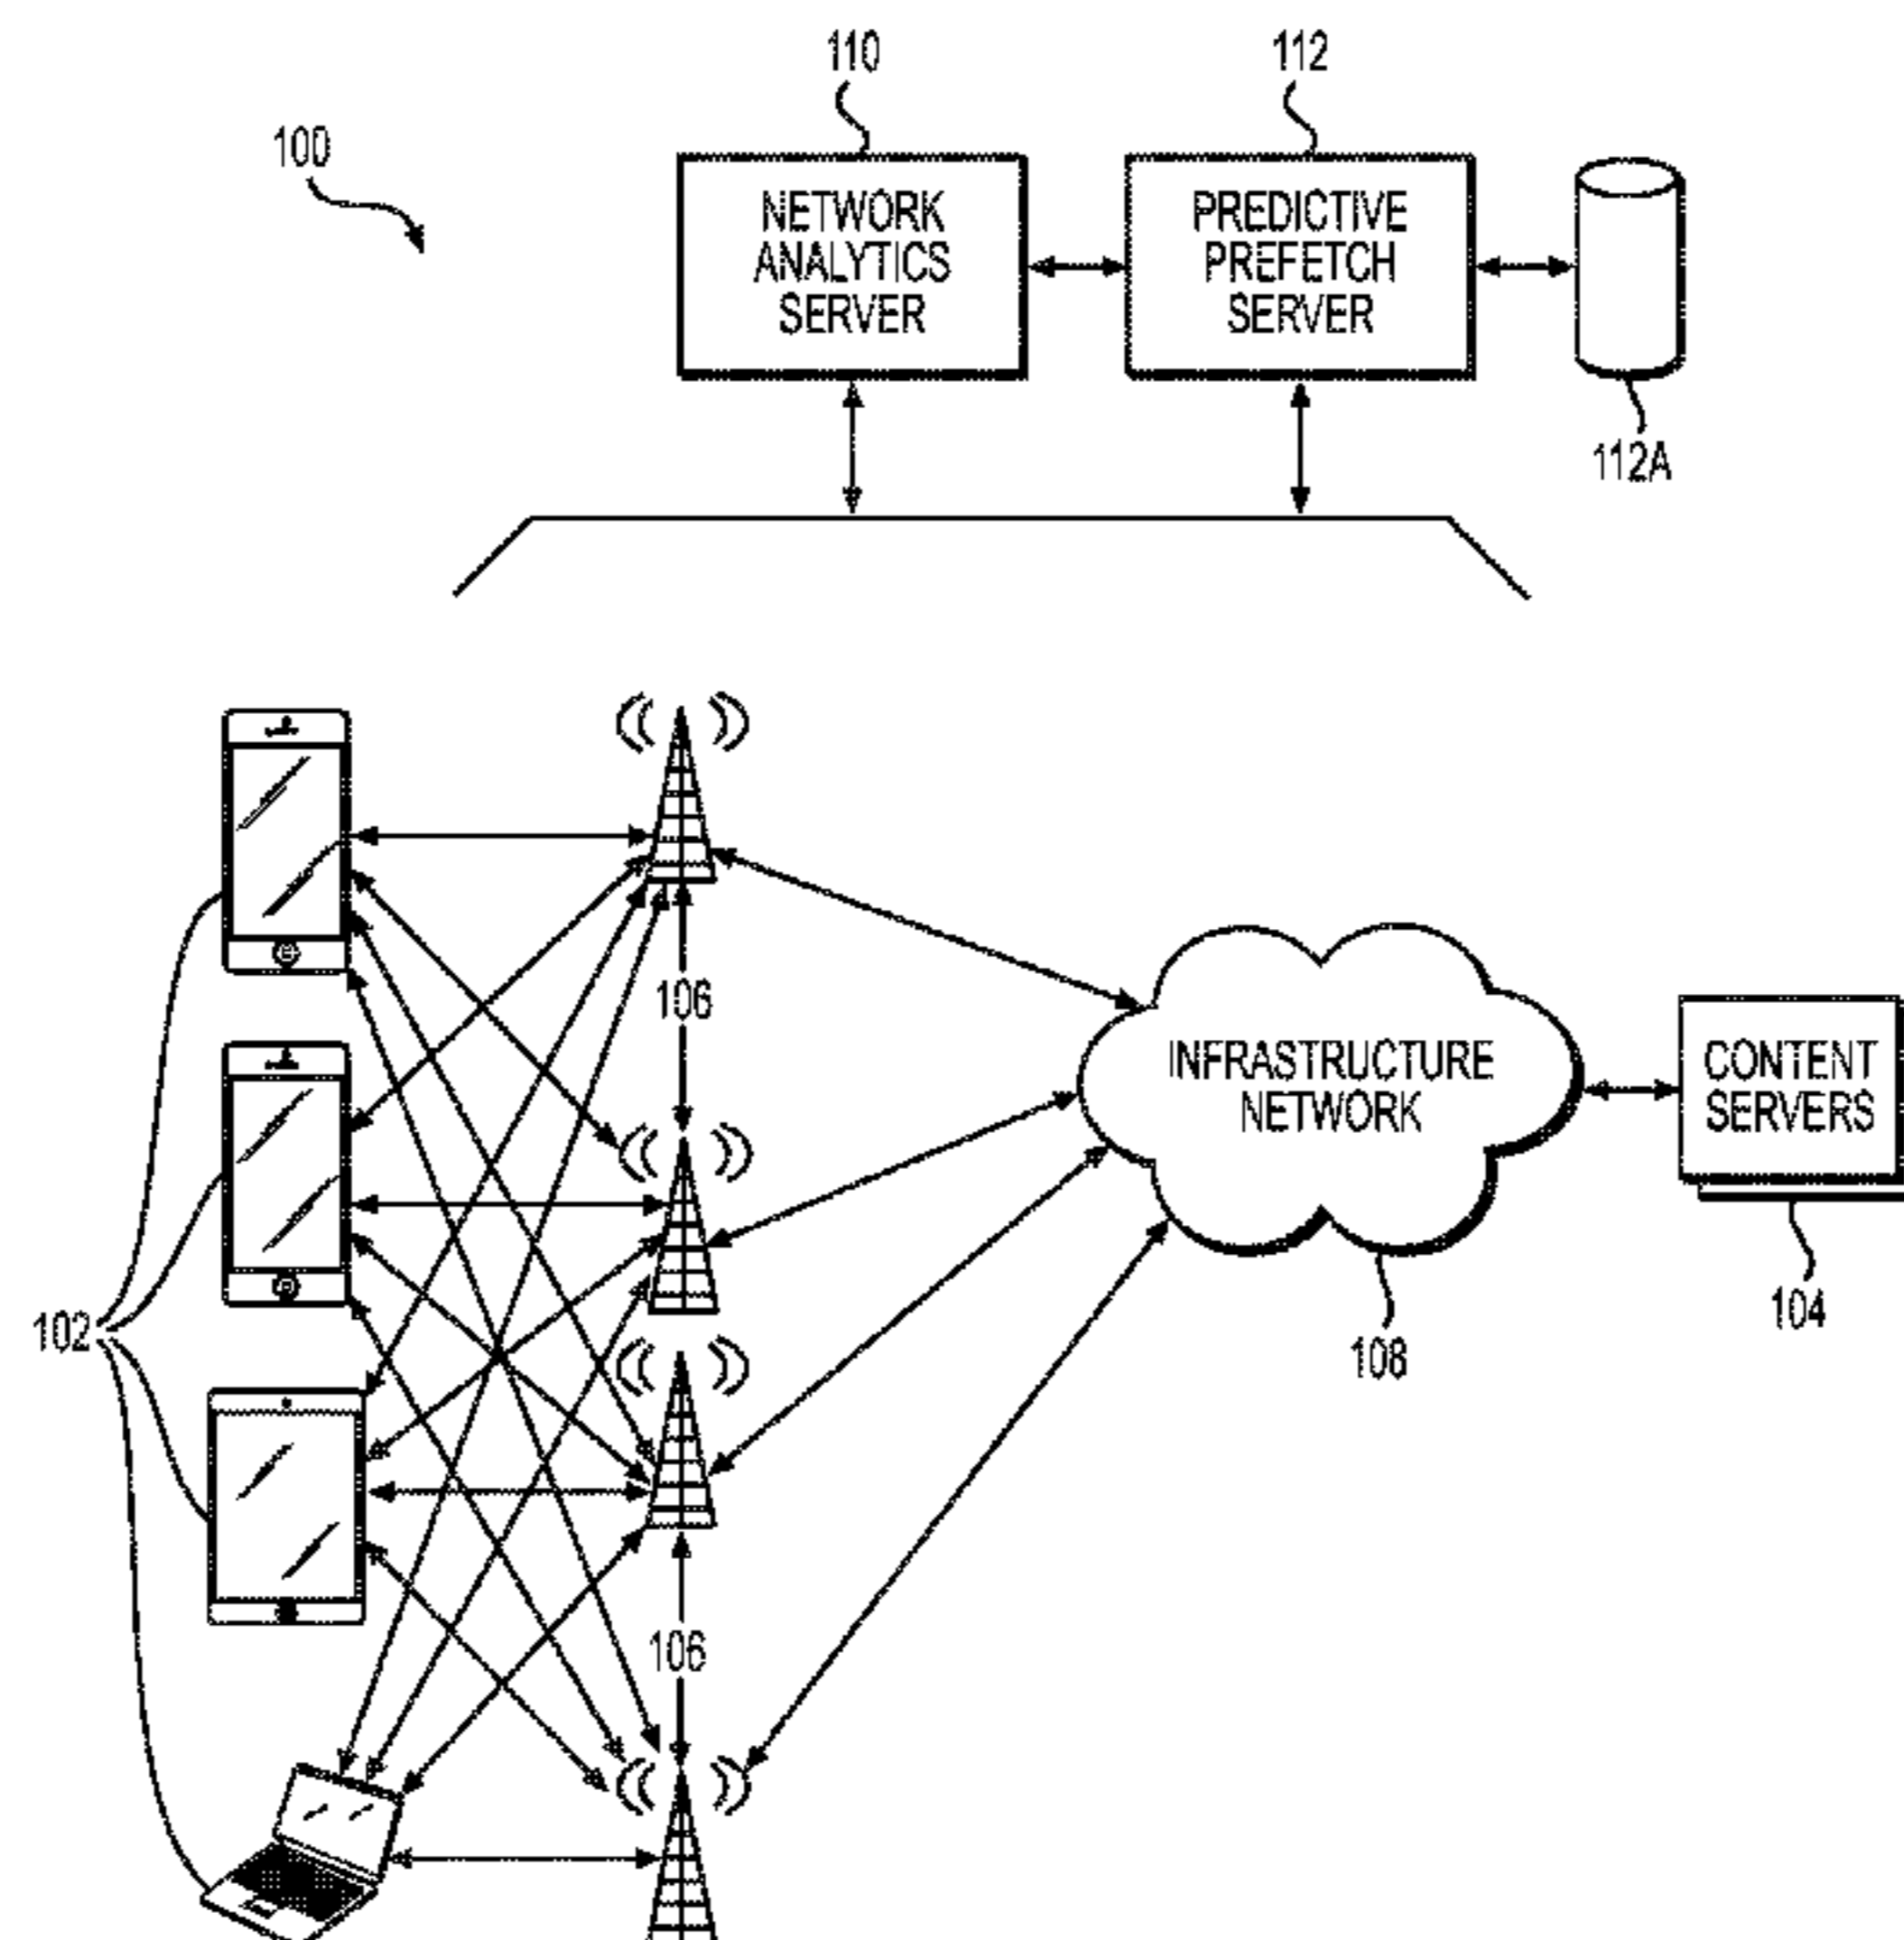 110
112
100
NETWORK
ANALYTICS
SERVER
PREDICTIVE
PREFETCH
SERVER
112A
106
INFRASTRUCTURE
NETWORK
CONTENT
SERVERS
102
104
108
106